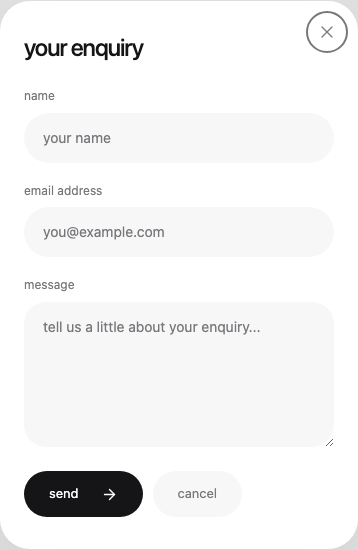 your enquiry
name
your name
email address
you@example.com
message
tell us a little about your enquiry...
send
cancel